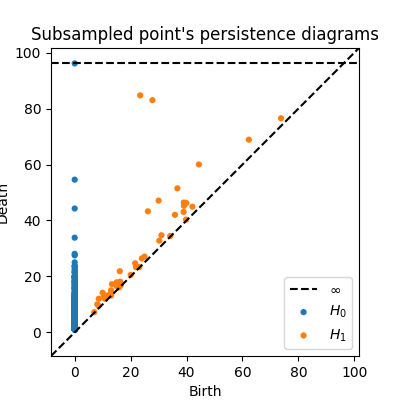 Subsampled point's persistence diagrams
100
80
60
40
20
0
Death
∞
H₀
H₁
0 20 40 60 80 100
Birth